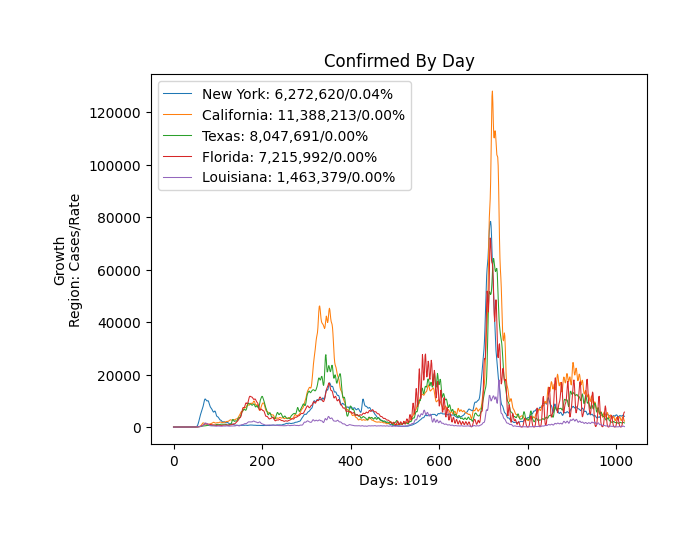 Confirmed By Day
New York: 6,272,620/0.04%
California: 11,388,213/0.00%
Texas: 8,047,691/0.00%
Florida: 7,215,992/0.00%
Louisiana: 1,463,379/0.00%
Growth
Region: Cases/Rate
120000
100000
80000
60000
40000
20000
0
0 200 400 600 800 1000
Days: 1019